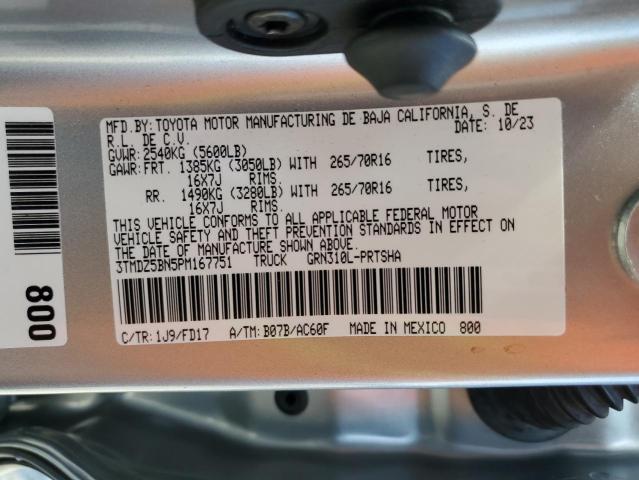 MFD.BY:TOYOTA MOTOR MANUFACTURING DE BAJA CALIFORNIA, S. DE
R.L. DE C.V. DATE: 10/23
GVWR:2540KG (5600LB)
GAWR:FRT. 1385KG (3050LB) WITH 265/70R16 TIRES,
16X7J RIMS.
RR. 1490KG (3280LB) WITH 265/70R16 TIRES,
16X7J RIMS.
THIS VEHICLE CONFORMS TO ALL APPLICABLE FEDERAL MOTOR
VEHICLE SAFETY AND THEFT PREVENTION STANDARDS IN EFFECT ON
THE DATE OF MANUFACTURE SHOWN ABOVE.
3TMDZ5BN5PM167751 TRUCK GRN310L-PRTSHA
C/TR:1J9/FD17 A/TM:B07B/AC60F MADE IN MEXICO 800
800